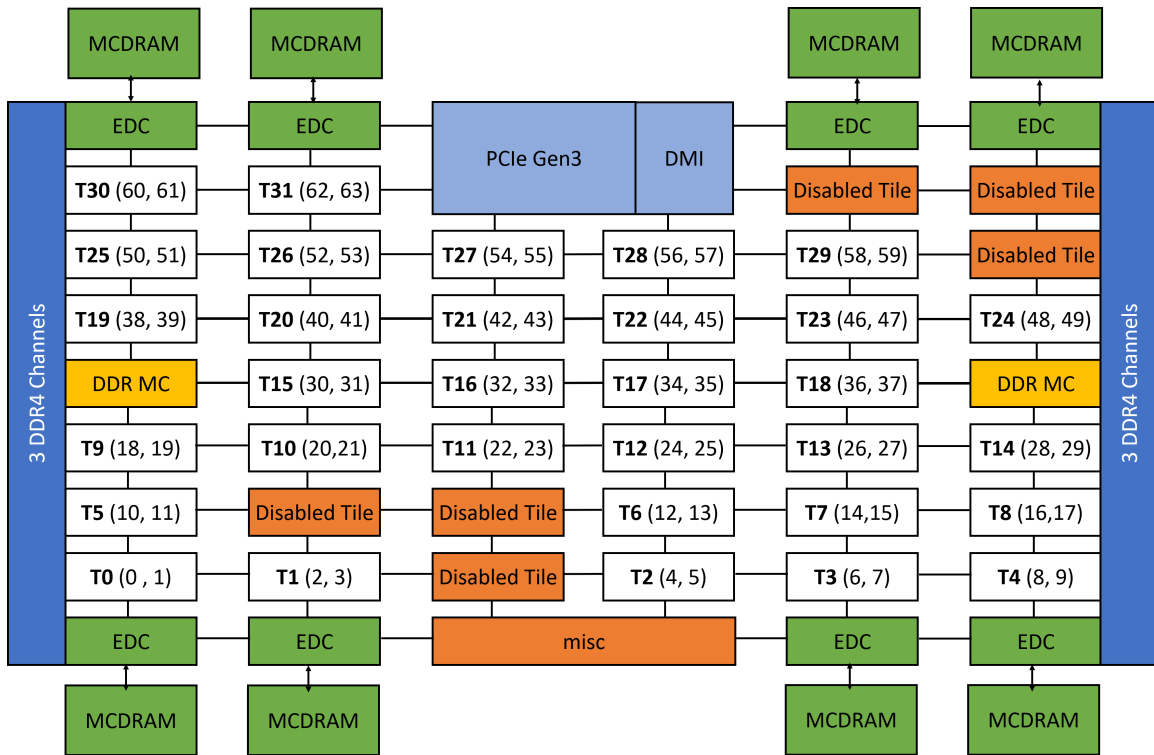 MCDRAM
MCDRAM
MCDRAM
MCDRAM
3 DDR4 Channels
EDC
EDC
PCIe Gen3
DMI
EDC
EDC
3 DDR4 Channels
T30 (60, 61)
T31 (62, 63)
Disabled Tile
Disabled Tile
T25 (50, 51)
T26 (52, 53)
T27 (54, 55)
T28 (56, 57)
T29 (58, 59)
Disabled Tile
T19 (38, 39)
T20 (40, 41)
T21 (42, 43)
T22 (44, 45)
T23 (46, 47)
T24 (48, 49)
DDR MC
T15 (30, 31)
T16 (32, 33)
T17 (34, 35)
T18 (36, 37)
DDR MC
T9 (18, 19)
T10 (20,21)
T11 (22, 23)
T12 (24, 25)
T13 (26, 27)
T14 (28, 29)
T5 (10, 11)
Disabled Tile
Disabled Tile
T6 (12, 13)
T7 (14,15)
T8 (16,17)
T0 (0 , 1)
T1 (2, 3)
Disabled Tile
T2 (4, 5)
T3 (6, 7)
T4 (8, 9)
EDC
EDC
misc
EDC
EDC
MCDRAM
MCDRAM
MCDRAM
MCDRAM